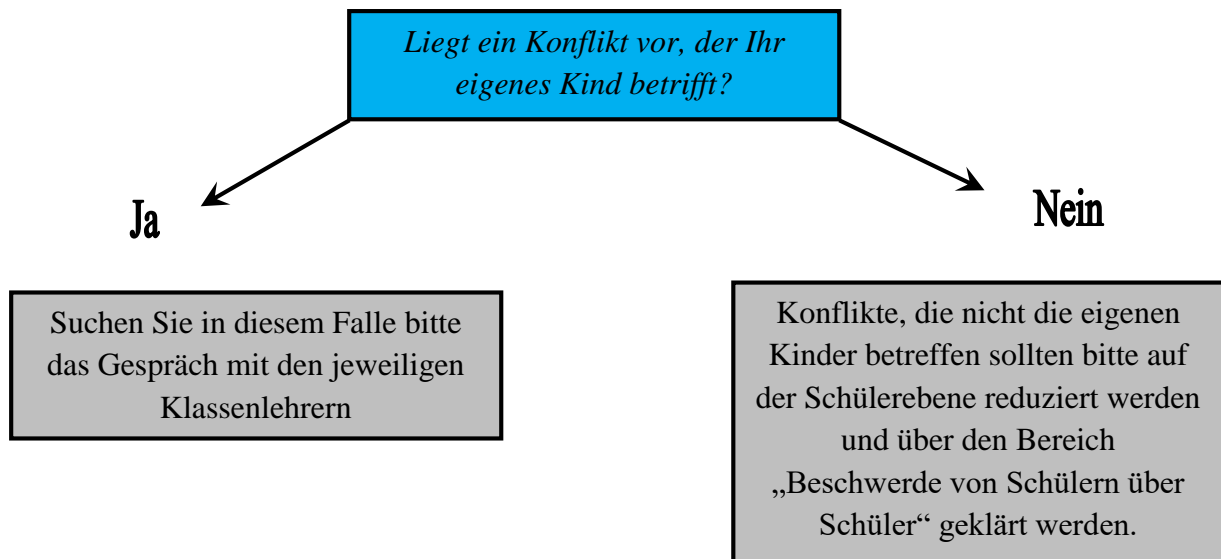 Liegt ein Konflikt vor, der Ihr
eigenes Kind betrifft?
Ja
Nein
Suchen Sie in diesem Falle bitte
das Gespräch mit den jeweiligen
Klassenlehrern
Konflikte, die nicht die eigenen
Kinder betreffen sollten bitte auf
der Schülerebene reduziert werden
und über den Bereich
„Beschwerde von Schülern über
Schüler“ geklärt werden.